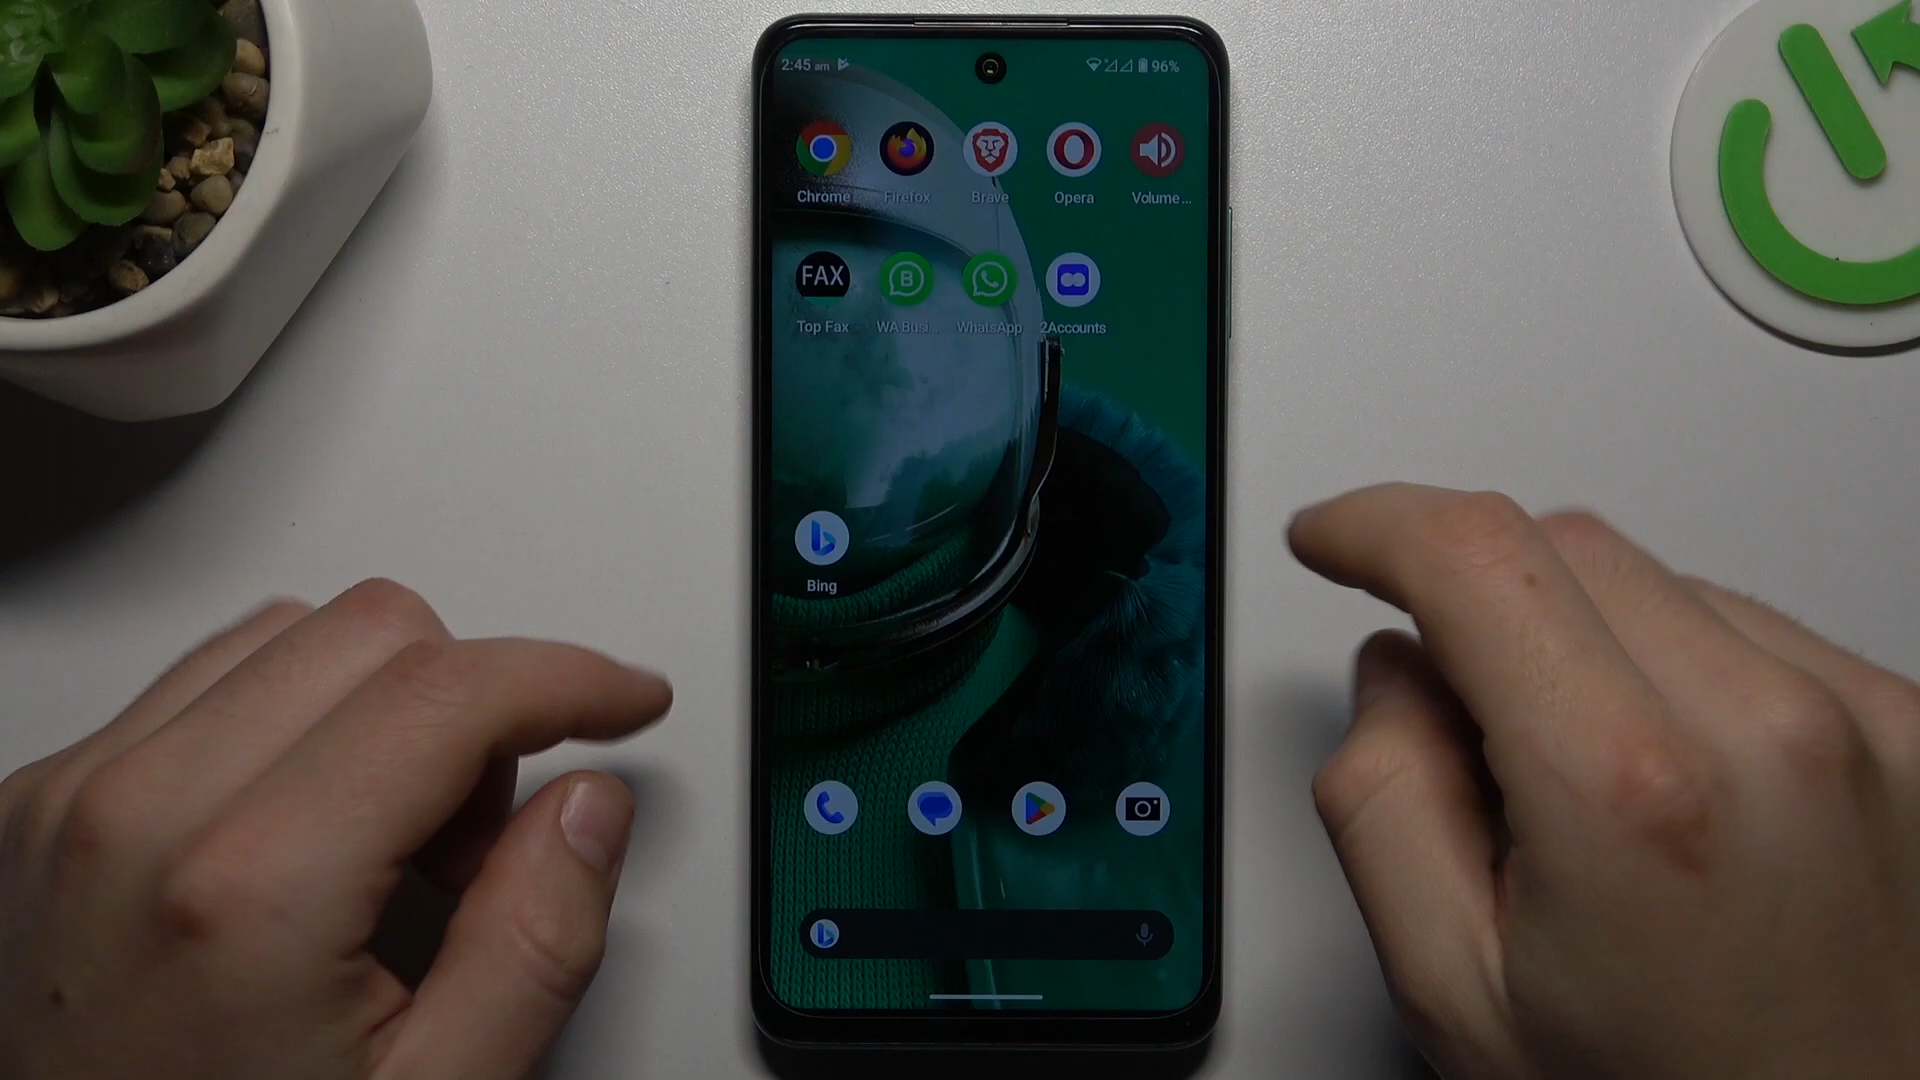 2:45 am 96%
Chrome Firefox Brave Opera Volume...
FAX
Top Fax WA Busi... WhatsApp 2Accounts
Bing